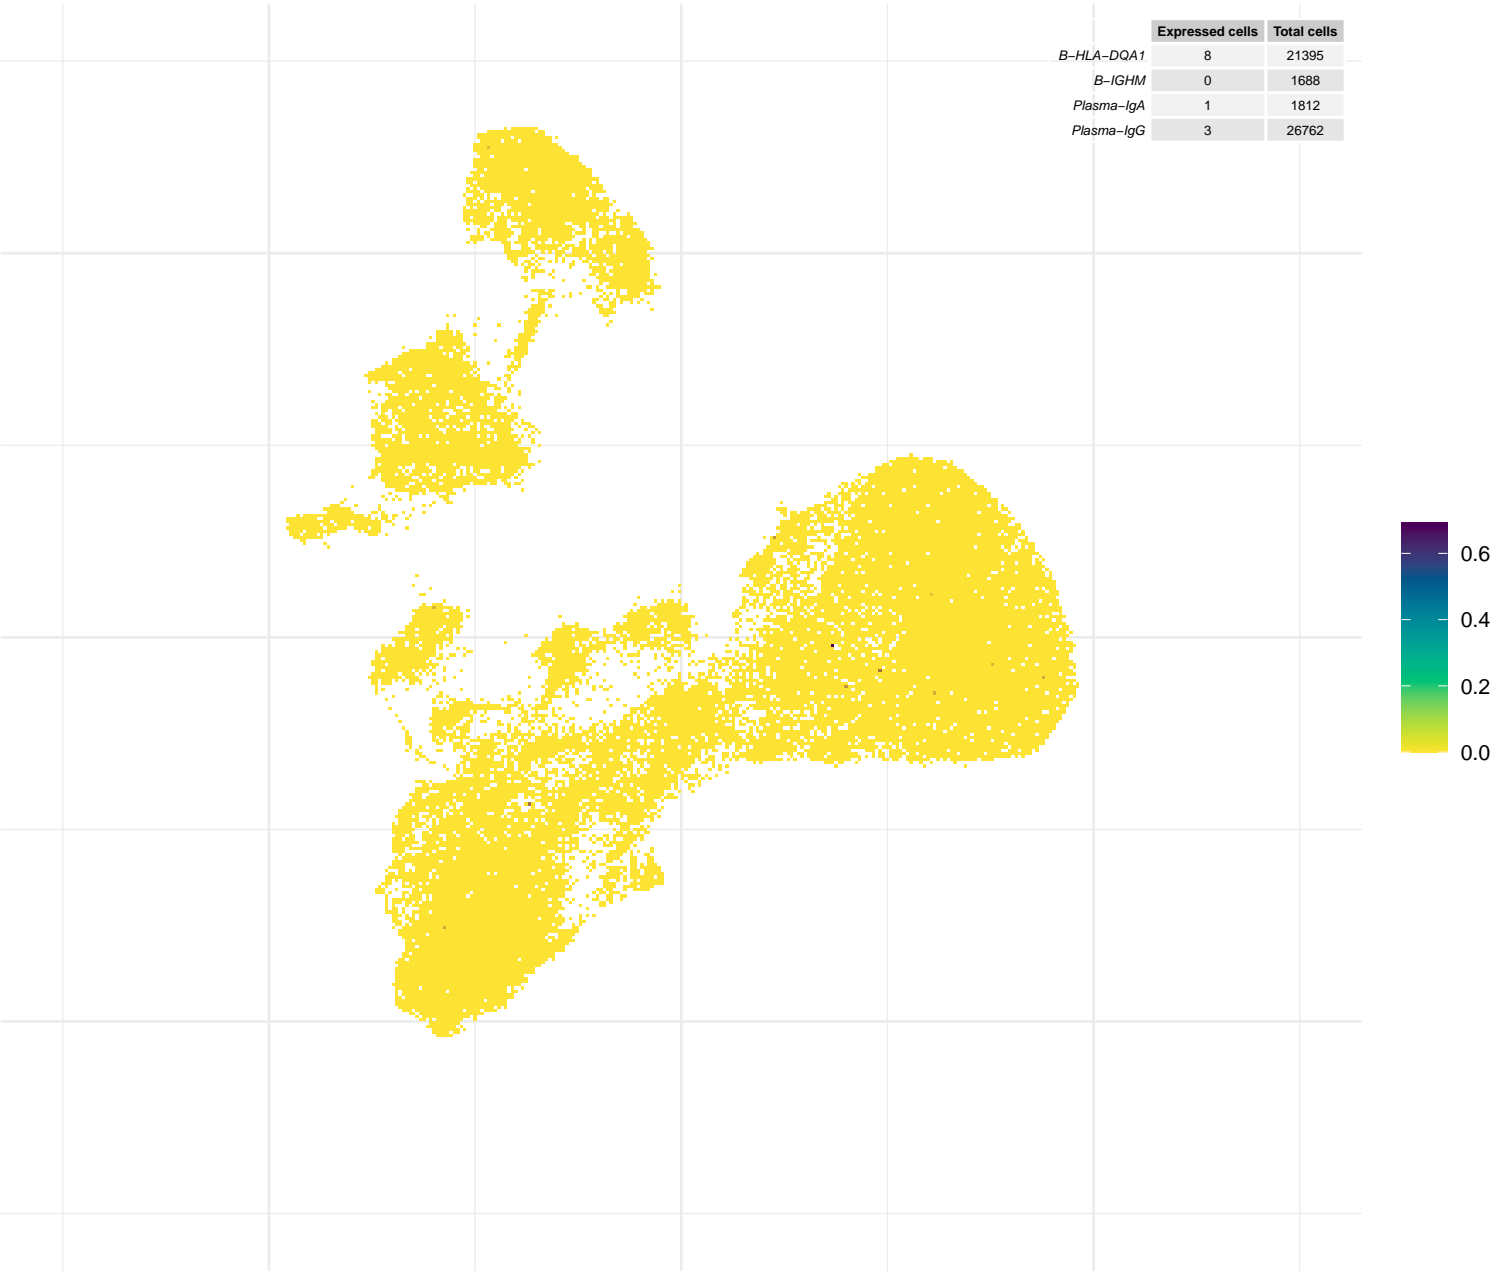 Expressed cells Total cells
B−HLA−DQA1 8 21395
B−IGHM 0 1688
Plasma−IgA 1 1812
Plasma−IgG 3 26762
0.6
0.4
0.2
0.0